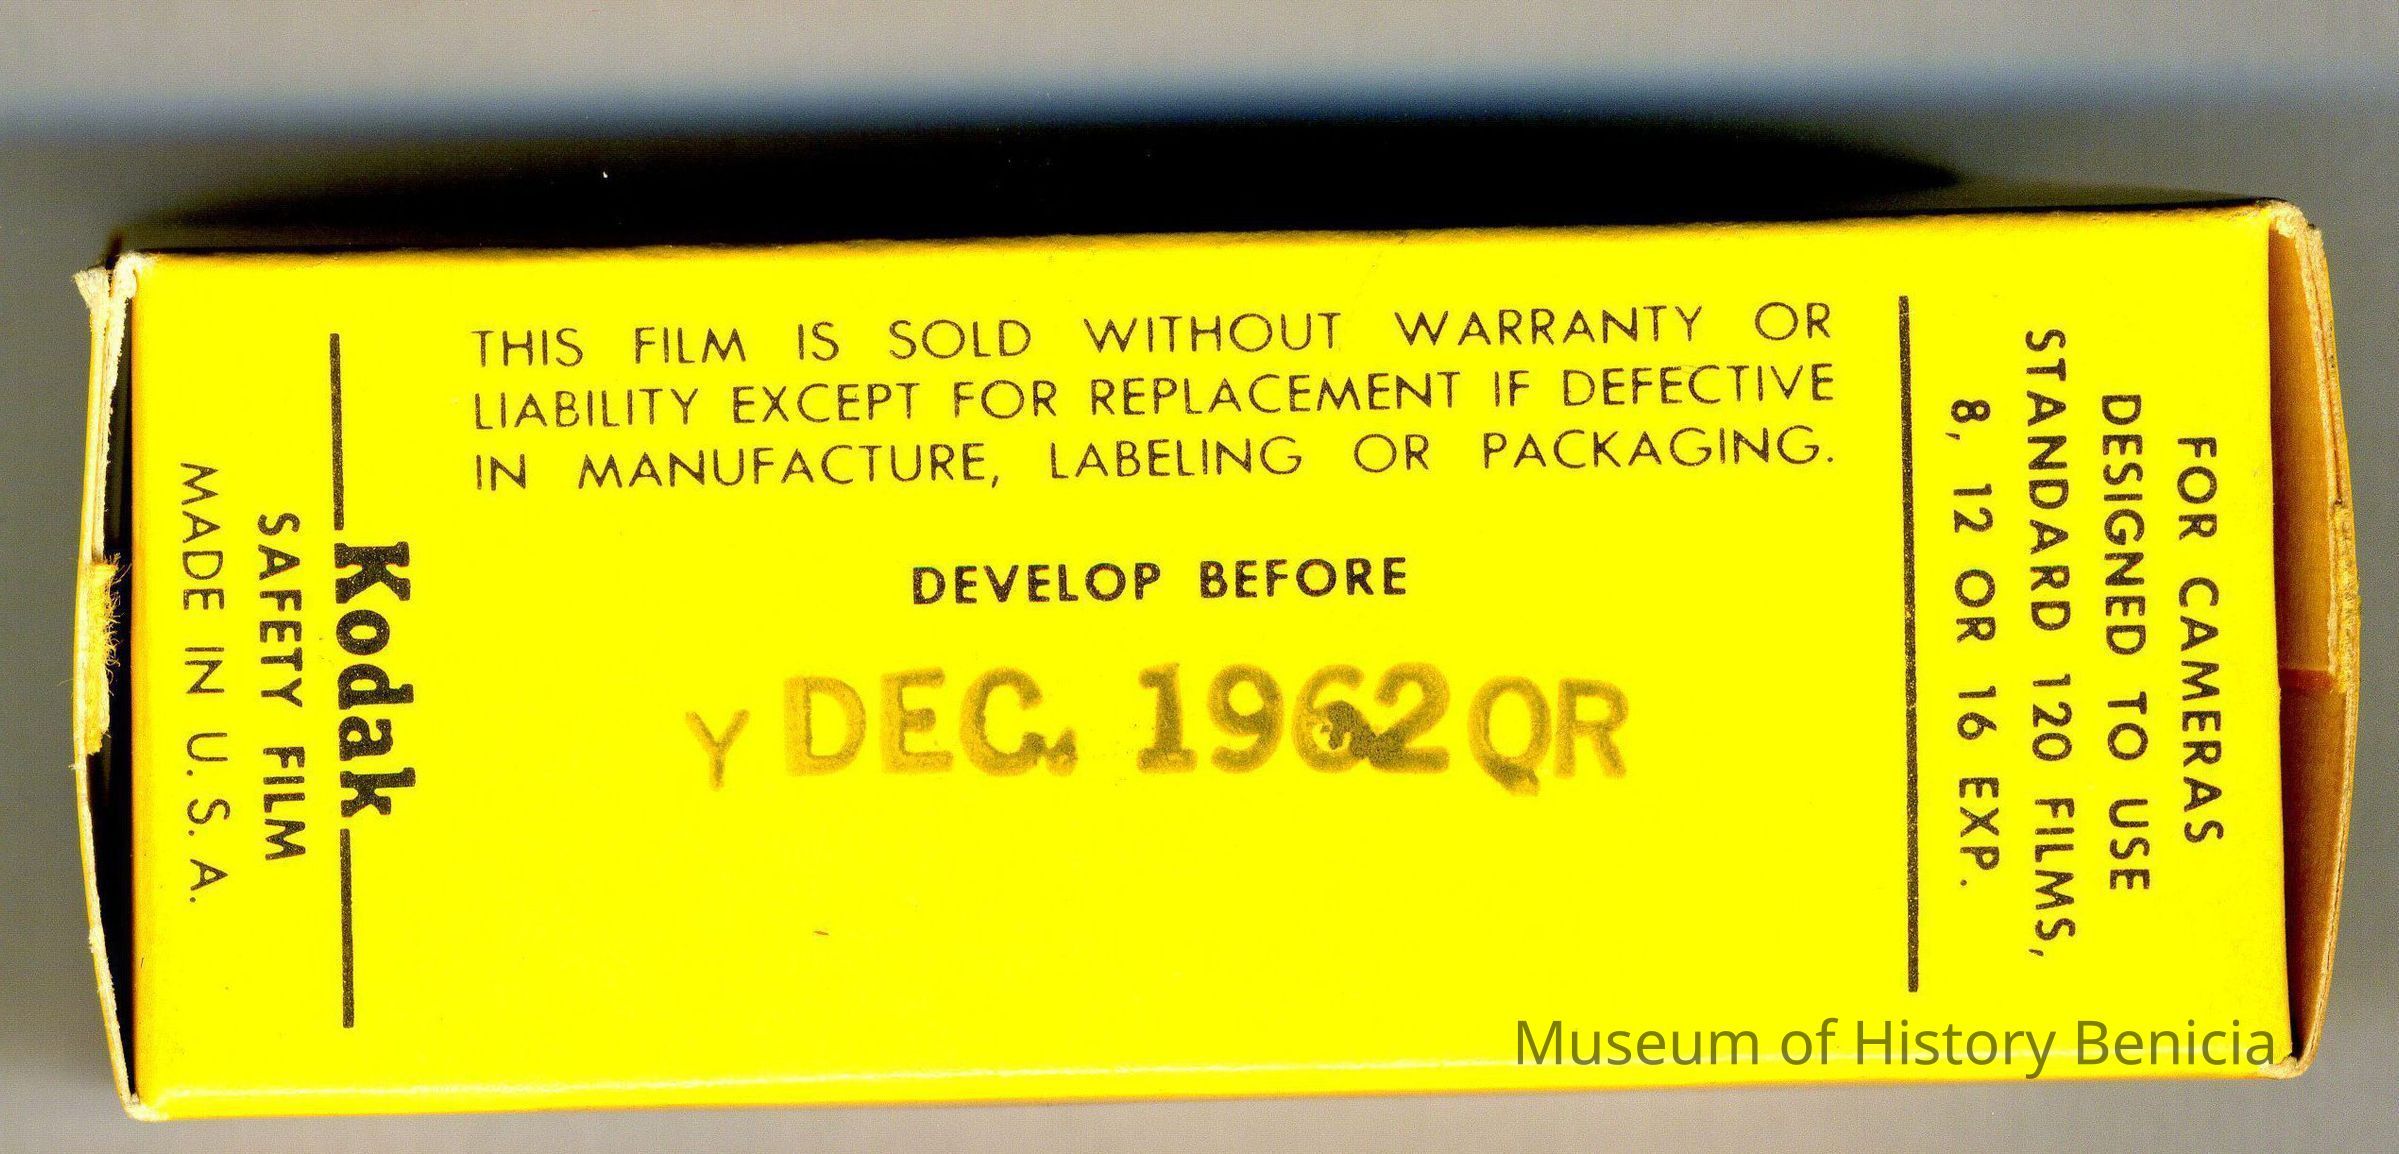 Kodak
SAFETY FILM
MADE IN U. S. A.
THIS FILM IS SOLD WITHOUT WARRANTY OR
LIABILITY EXCEPT FOR REPLACEMENT IF DEFECTIVE
IN MANUFACTURE, LABELING OR PACKAGING.
DEVELOP BEFORE
Y DEC. 1962 QR
FOR CAMERAS
DESIGNED TO USE
STANDARD 120 FILMS,
8, 12 OR 16 EXP.
Museum of History Benicia